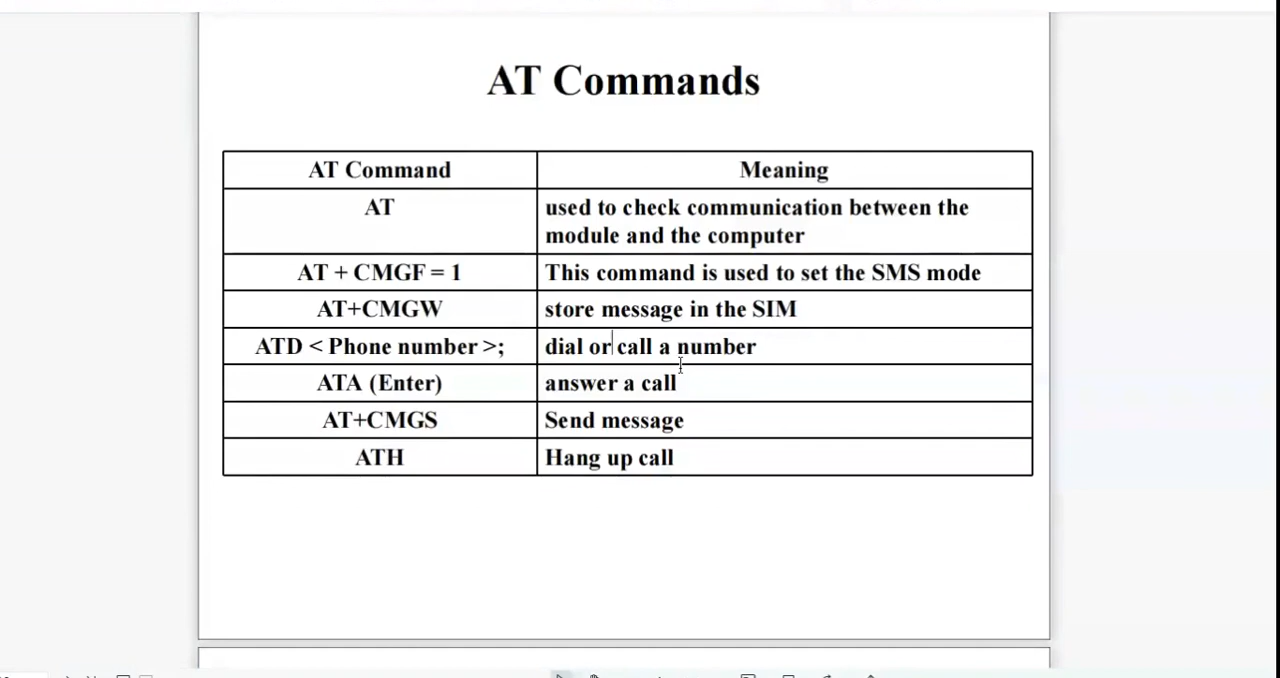 AT Commands
AT Command Meaning
AT used to check communication between the
module and the computer
AT + CMGF = 1 This command is used to set the SMS mode
AT+CMGW store message in the SIM
ATD < Phone number >; dial or call a number
ATA (Enter) answer a call
AT+CMGS Send message
ATH Hang up call